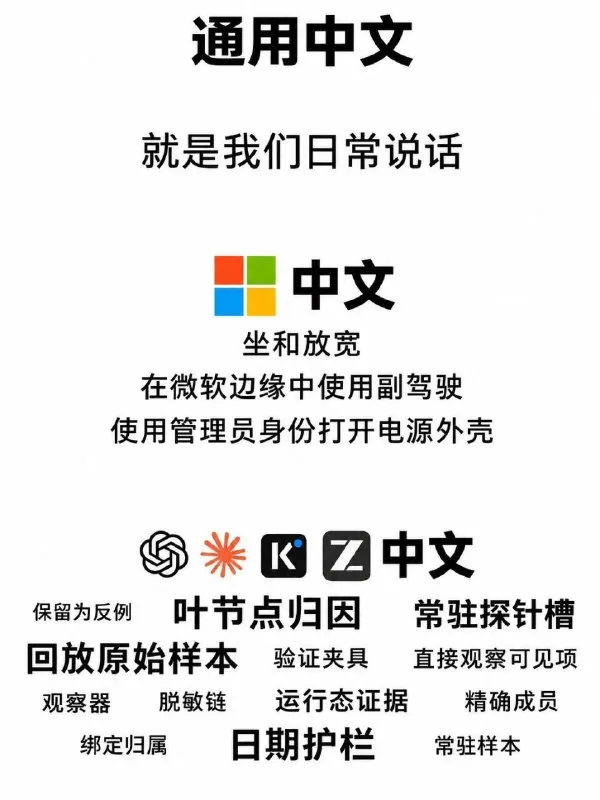 通用中文
就是我们日常说话
中文
坐和放宽
在微软边缘中使用副驾驶
使用管理员身份打开电源外壳
K Z 中文
保留为反例 叶节点归因 常驻探针槽
回放原始样本 验证夹具 直接观察可见项
观察器 脱敏链 运行态证据 精确成员
绑定归属 日期护栏 常驻样本